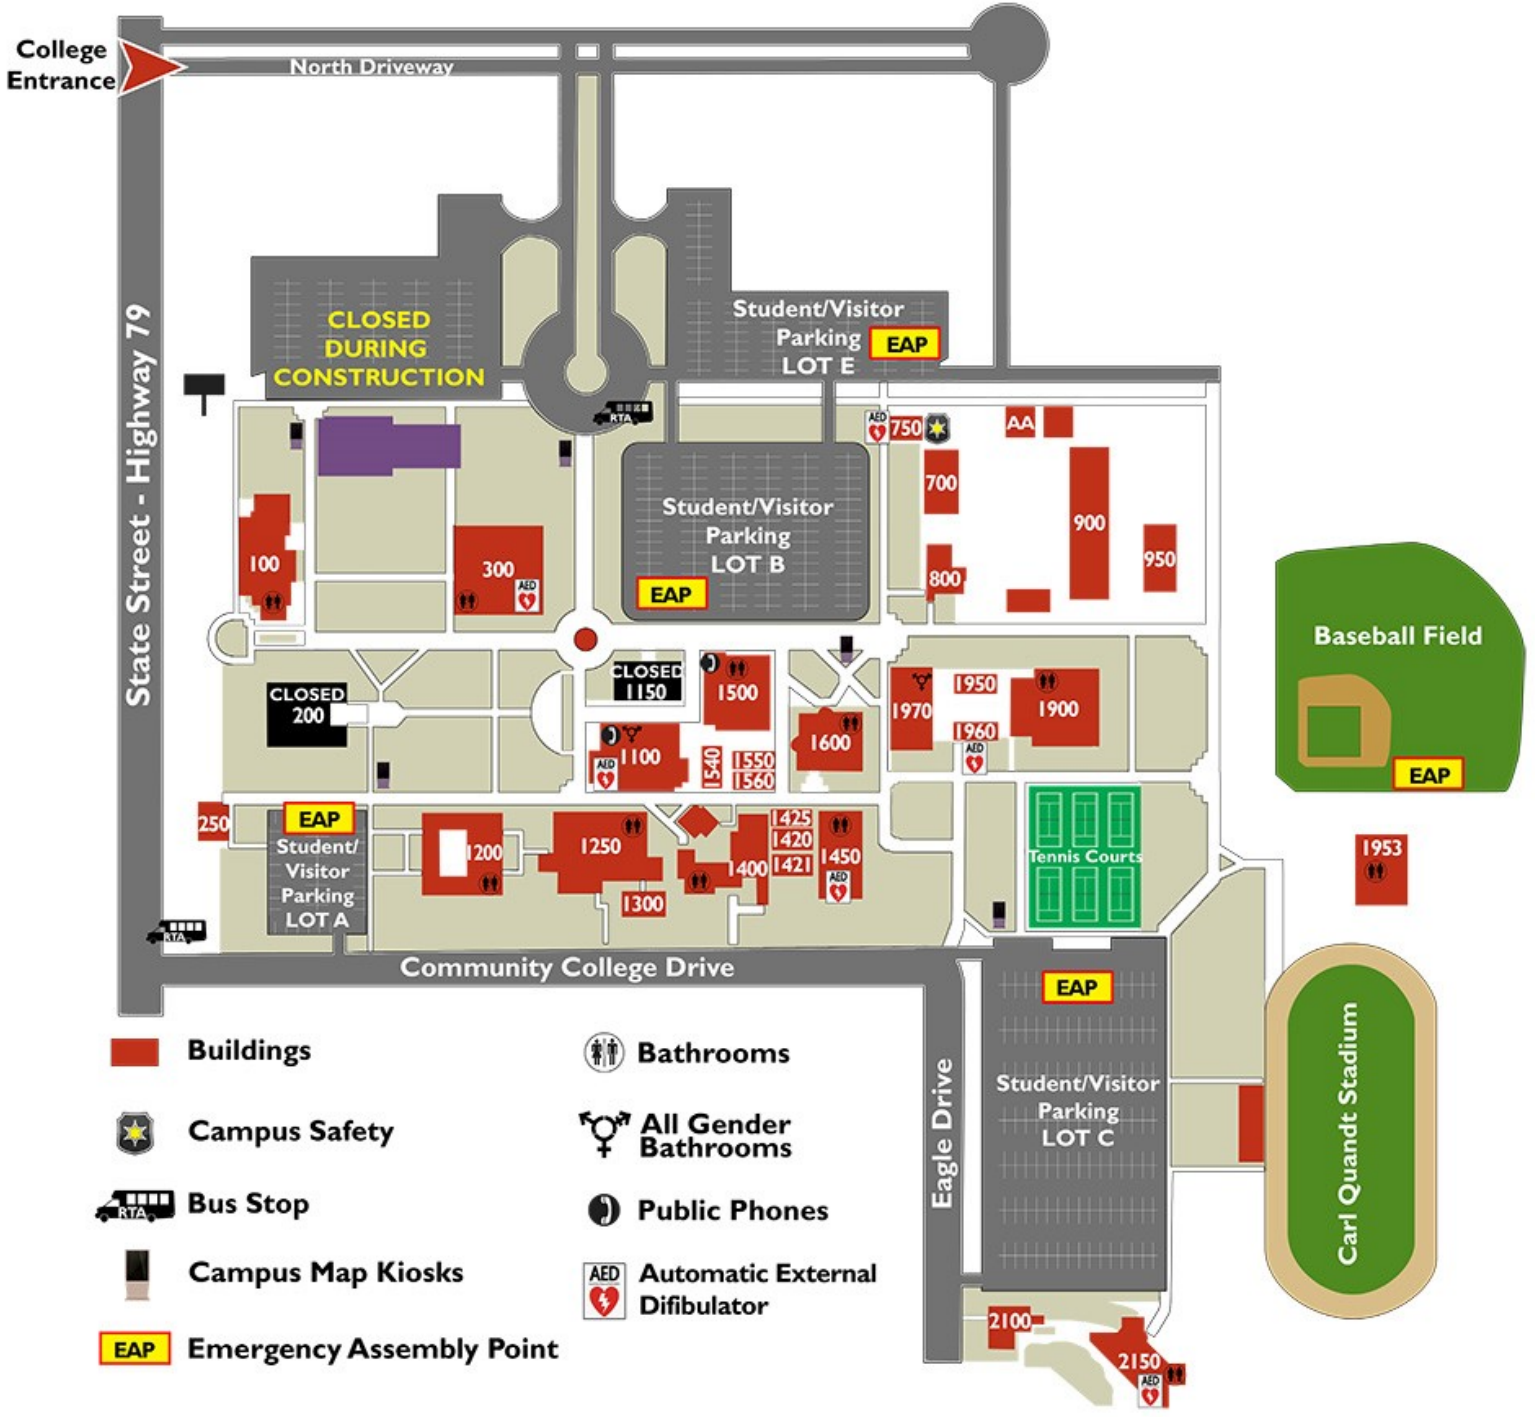 College
Entrance
North Driveway
State Street - Highway 79
CLOSED
DURING
CONSTRUCTION
Student/Visitor
Parking
LOT E
EAP
RTA
AED
750
AA
700
900
950
800
100
300
AED
Student/Visitor
Parking
LOT B
EAP
Baseball Field
EAP
CLOSED
200
CLOSED
1150
1500
1100
AED
1540
1550
1560
1600
1970
1950
1960
AED
1900
250
EAP
Student/
Visitor
Parking
LOT A
1200
1250
1300
1400
1425
1420
1421
1450
AED
Tennis Courts
1953
RTA
Community College Drive
Eagle Drive
EAP
Student/Visitor
Parking
LOT C
Carl Quandt Stadium
2100
2150
AED
Buildings
Campus Safety
RTA
Bus Stop
Campus Map Kiosks
EAP
Emergency Assembly Point
Bathrooms
All Gender
Bathrooms
Public Phones
AED
Automatic External
Difibulator